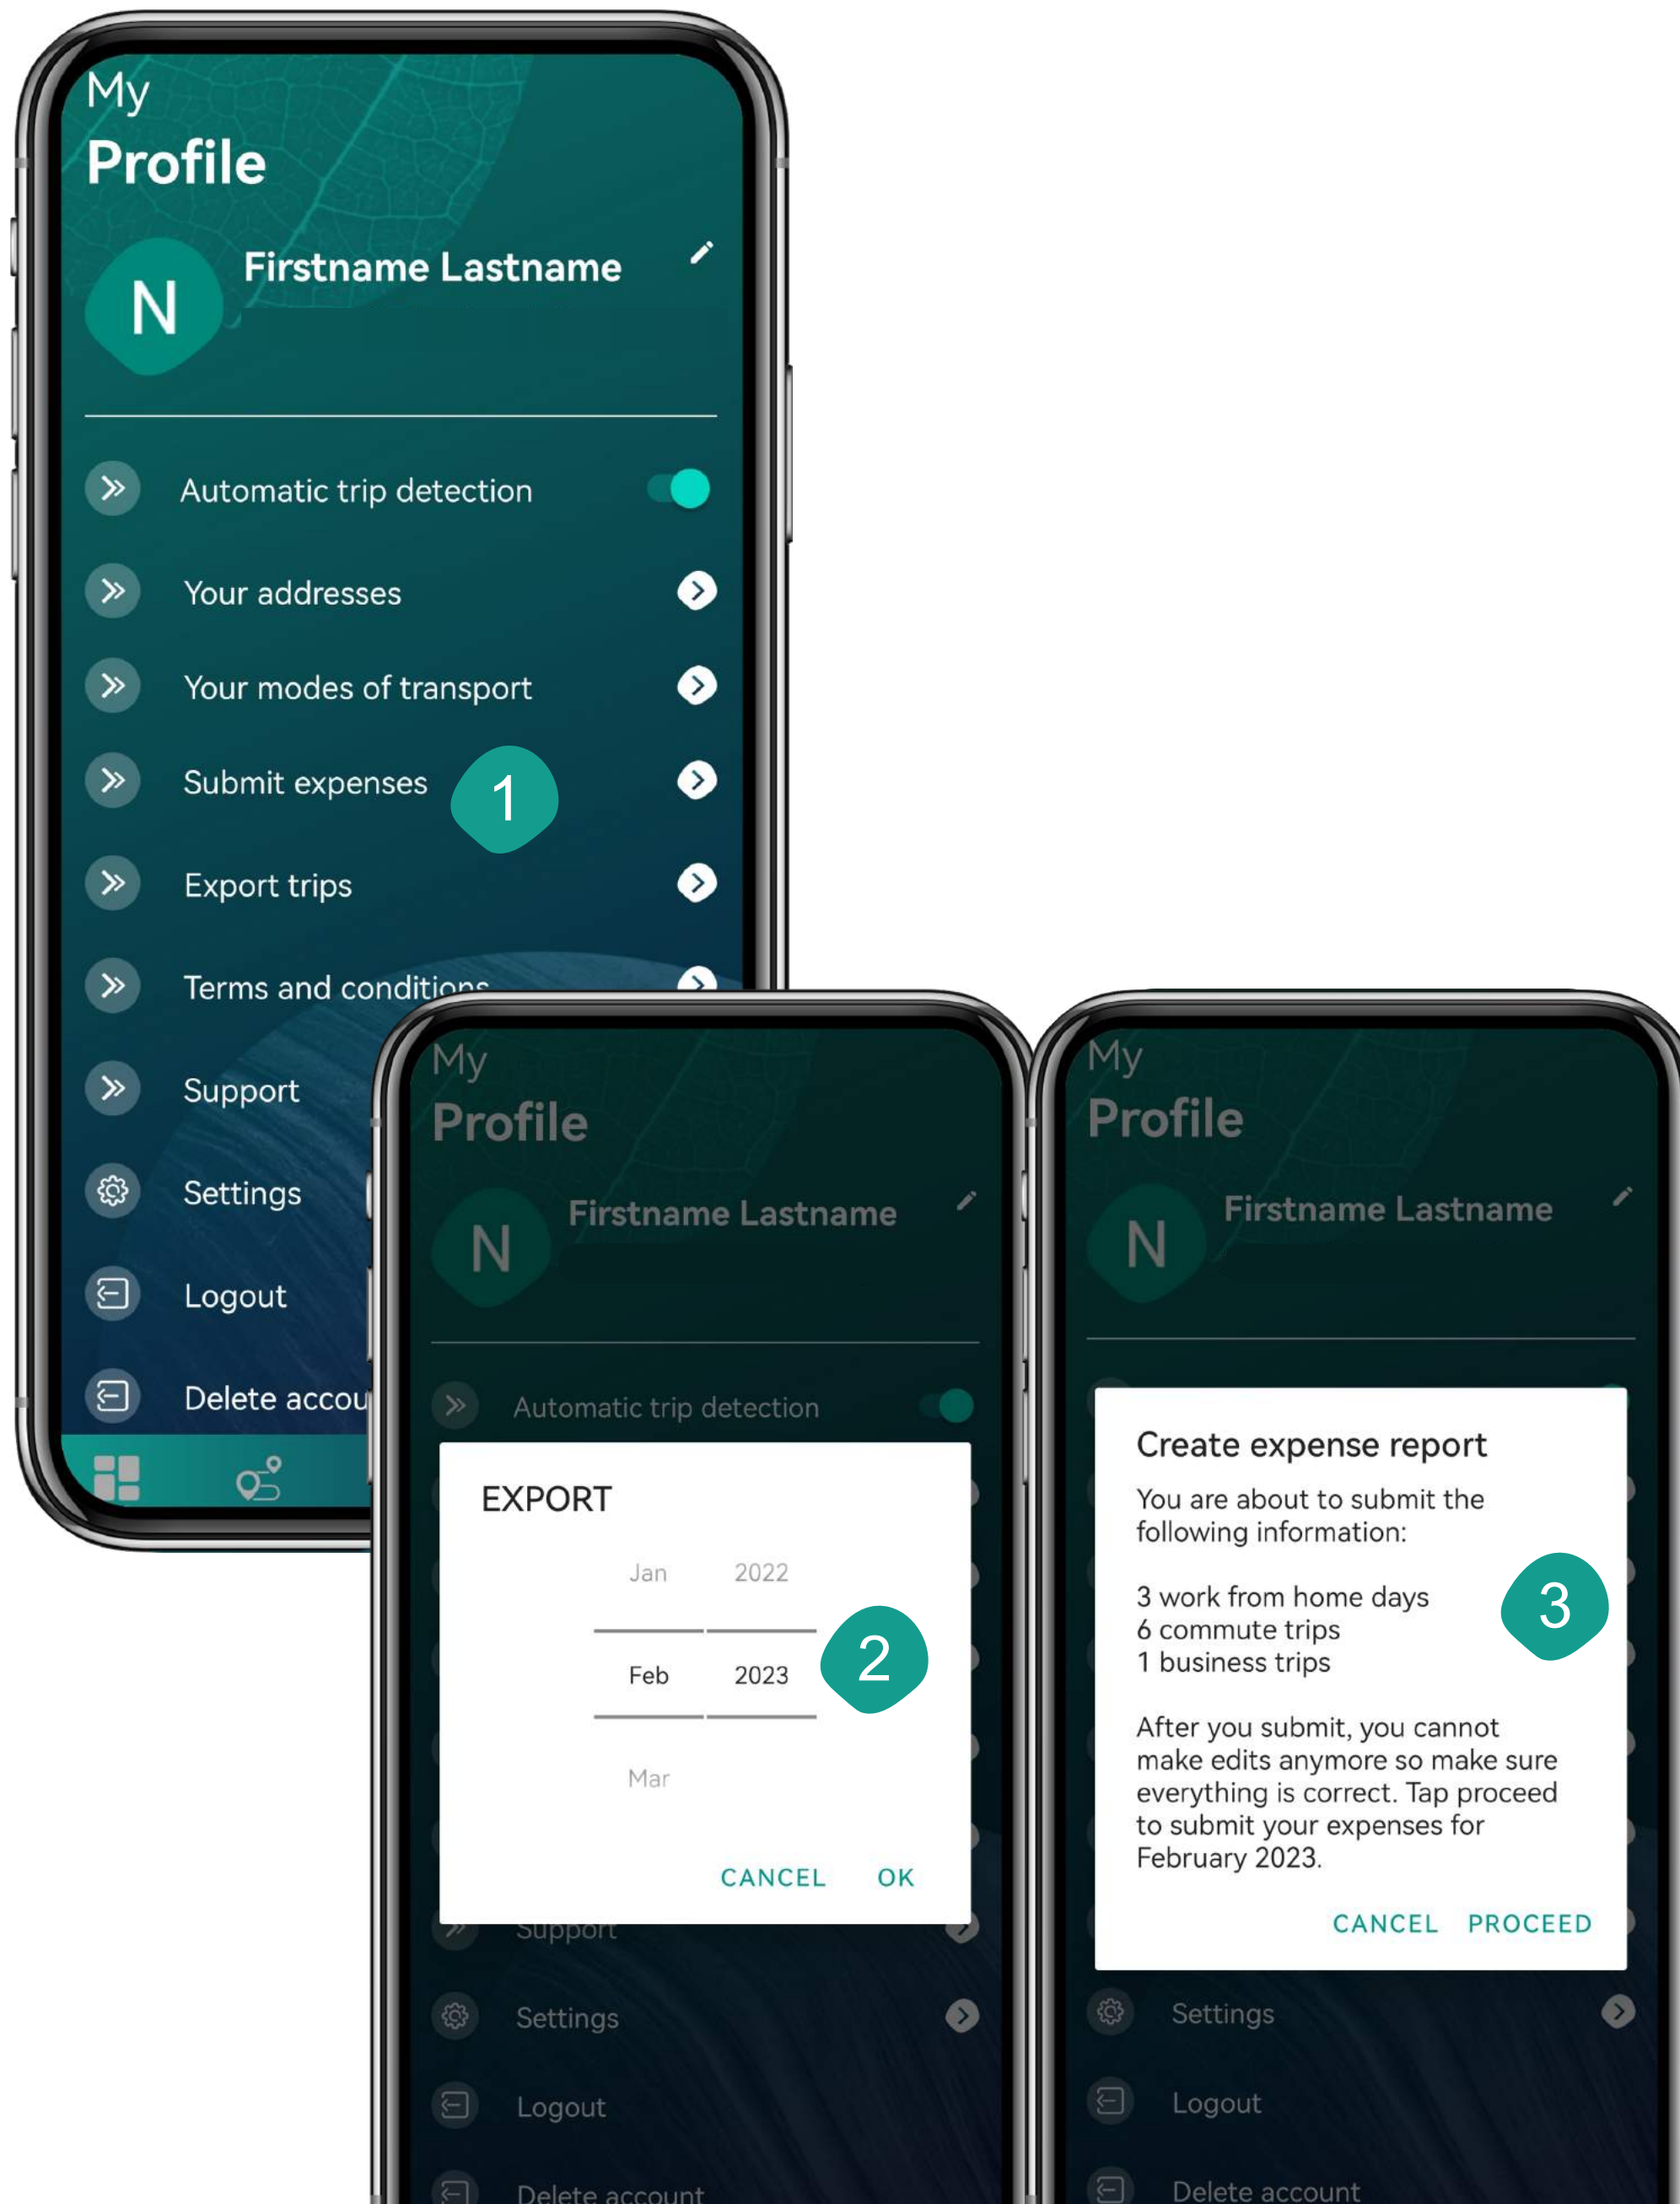 My
Profile
N
Firstname Lastname
Automatic trip detection
Your addresses
Your modes of transport
Submit expenses
1
Export trips
Terms and conditions
Support
Settings
Logout
Delete accou
My
Profile
N
Firstname Lastname
Automatic trip detection
EXPORT
Jan 2022
Feb 2023
2
Mar
CANCEL OK
Support
Settings
Logout
Delete account
My
Profile
N
Firstname Lastname
Create expense report
You are about to submit the
following information:
3 work from home days
6 commute trips
1 business trips
3
After you submit, you cannot
make edits anymore so make sure
everything is correct. Tap proceed
to submit your expenses for
February 2023.
CANCEL PROCEED
Settings
Logout
Delete account